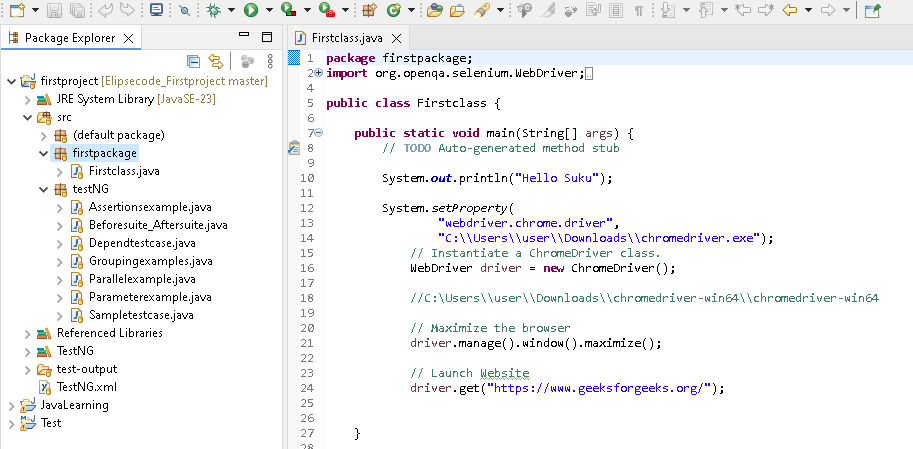 Package Explorer
firstproject [Elipsecode_Firstproject master]
JRE System Library [JavaSE-23]
src
(default package)
firstpackage
Firstclass.java
testNG
Assertionsexample.java
Beforesuite_Aftersuite.java
Dependtestcase.java
Groupingexamples.java
Parallelexample.java
Parameterexample.java
Sampletestcase.java
Referenced Libraries
TestNG
test-output
TestNG.xml
JavaLearning
Test
Firstclass.java
1 package firstpackage;
2 import org.openqa.selenium.WebDriver;
4
5 public class Firstclass {
6
7 public static void main(String[] args) {
8 // TODO Auto-generated method stub
9
10 System.out.println("Hello Suku");
11
12 System.setProperty(
13 "webdriver.chrome.driver",
14 "C:\\Users\\user\\Downloads\\chromedriver.exe");
15 // Instantiate a ChromeDriver class.
16 WebDriver driver = new ChromeDriver();
17
18 //C:\Users\\user\\Downloads\\chromedriver-win64\\chromedriver-win64
19
20 // Maximize the browser
21 driver.manage().window().maximize();
22
23 // Launch Website
24 driver.get("https://www.geeksforgeeks.org/");
25
26
27 }
28